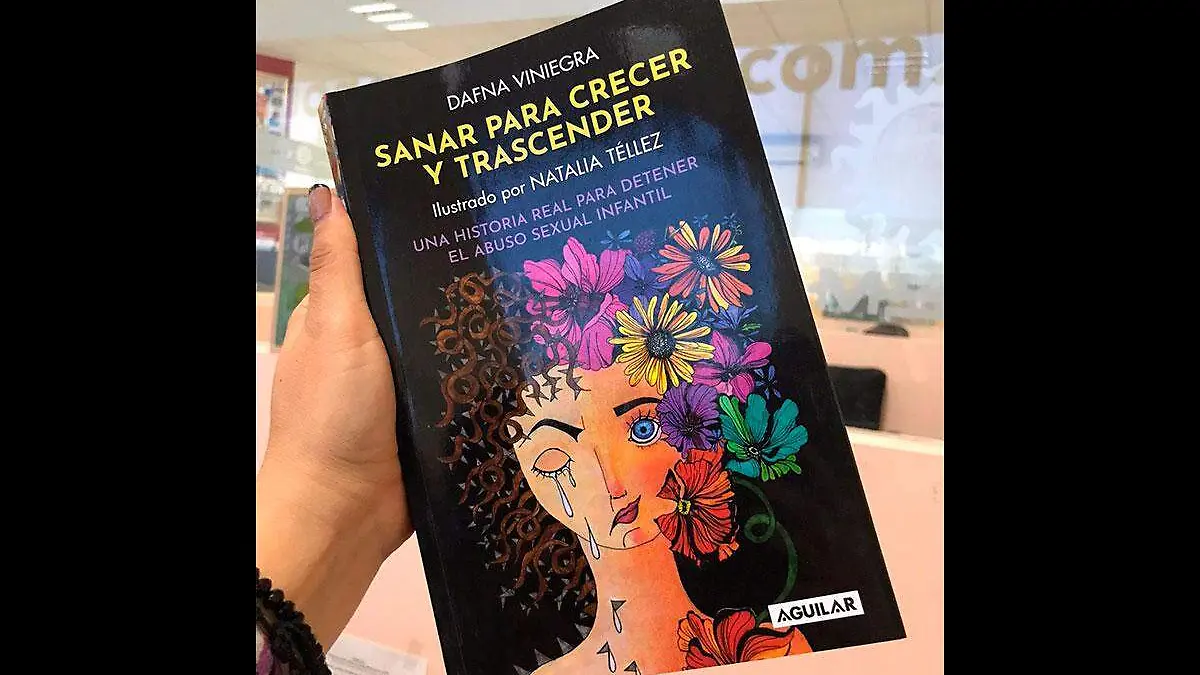 DAFNA VINIEGRA
SANAR PARA CRECER
Y TRASCENDER
Ilustrado por NATALIA TÉLLEZ
UNA HISTORIA REAL PARA DETENER
EL ABUSO SEXUAL INFANTIL
AGUILAR
com